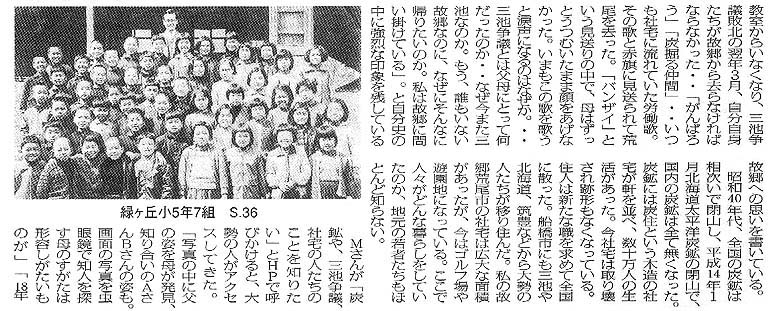 教室からいなくなり、三池争
議敗北の翌年3月、自分自身
たちが故郷から去らなければ
ならなかった・・「がんばろ
う」「炭掘る仲間」・・・いつ
も社宅に流れていた労働歌。
その歌と赤旗に見送られて荒
尾を去った。「バンザイ」と
いう見送りの中で、母はずっ
とうつむいたまま顔をあげな
かった。いまもこの歌を歌う
と涙声になるのはなぜか。・・
三池争議とは父母にとって何
だったのか・・なぜ今また三
池なのか。もう、誰もいない
故郷なのに、なぜにそんなに
帰りたいのか。私は故郷に問
い掛けている」。と自分史の
中に強烈な印象を残している
故郷への思いを書いている。
昭和40年代、全国の炭鉱は
相次いで閉山し、平成14年1
月北海道太平洋炭鉱の閉山で、
国内の炭鉱は全て無くなった。
炭鉱には炭住という木造の社
宅が軒を並べ、数十万人の生
活があった。今社宅は取り壊
され跡形もなくなっている。
住人は新たな職を求めて全国
に散った。船橋市にも三池や
北海道、筑豊などから大勢の
人たちが移り住んだ。私の故
郷荒尾市の社宅は広大な面積
があったが、今はゴルフ場や
遊園地になっている。ここで
人々がどんな暮らしをしてい
たのか、地元の若者たちもほ
とんど知らない。
緑ヶ丘小5年7組　S.36
Mさんが「炭
鉱や、三池争議、
社宅の人たちの
ことを知りた
い」とHPで呼
びかけると、大
勢の人がアクセ
スしてきた。
「写真の中に父
の姿を母が発見、
知り合いのAさ
んBさんの姿も。
画面の写真を虫
眼鏡で知人を探
す母のすがたは
形容しがたいも
のが」「18年